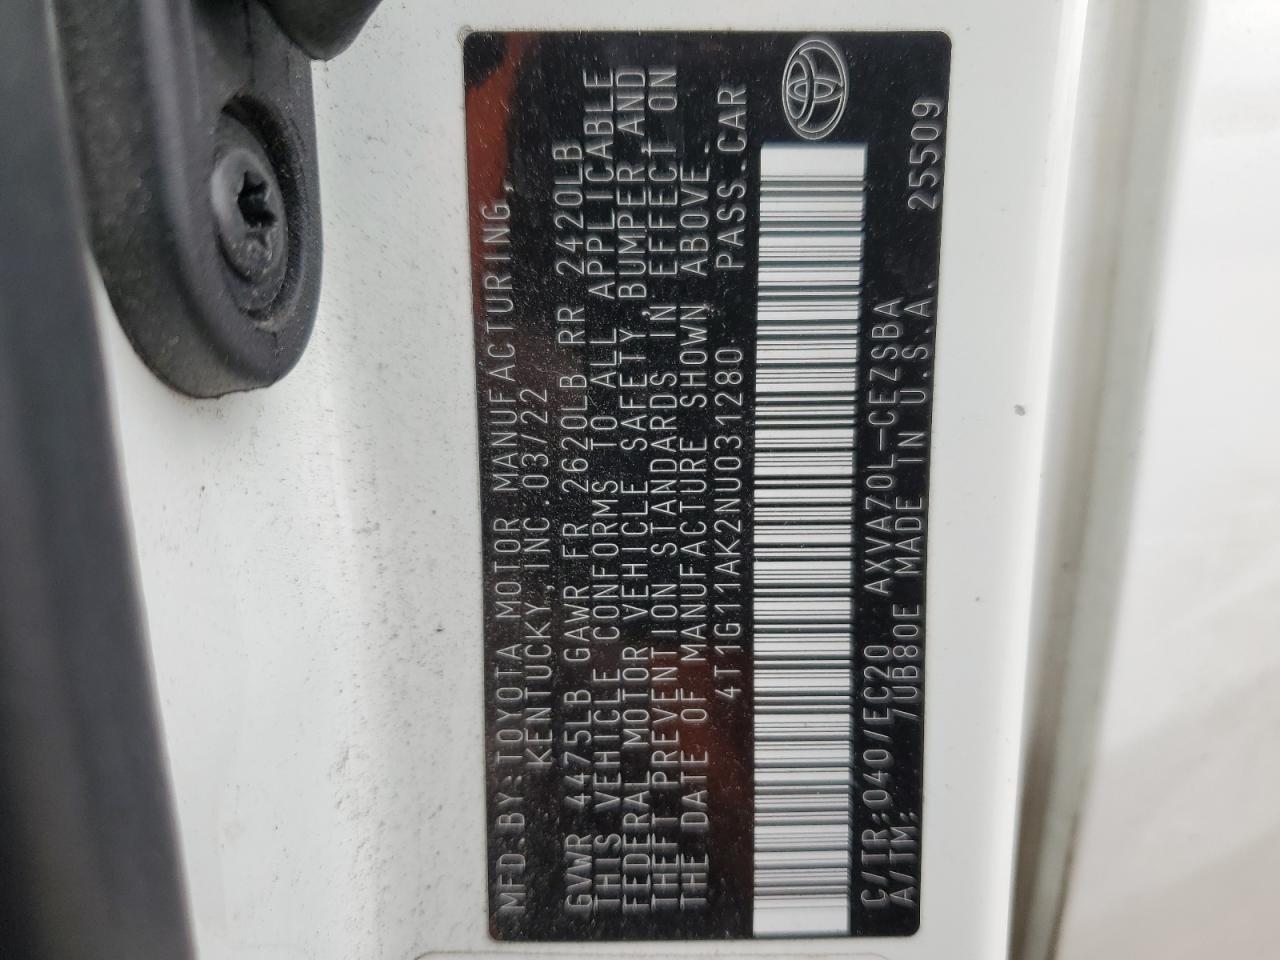 MFD.BY:TOYOTA MOTOR MANUFACTURING,
KENTUCKY,INC.03/22
GVWR 4475LB GAWR FR 2620LB RR 2420LB
THIS VEHICLE CONFORMS TO ALL APPLICABLE
FEDERAL MOTOR VEHICLE SAFETY,BUMPER AND
THEFT PREVENTION STANDARDS IN EFFECT ON
THE DATE OF MANUFACTURE SHOWN ABOVE.
4T1G11AK2NU031280 PASS.CAR
C/TR:040/EC20 AXVA70L-CEZSBA 25509
A/TM: /UB80E MADE IN U.S.A.